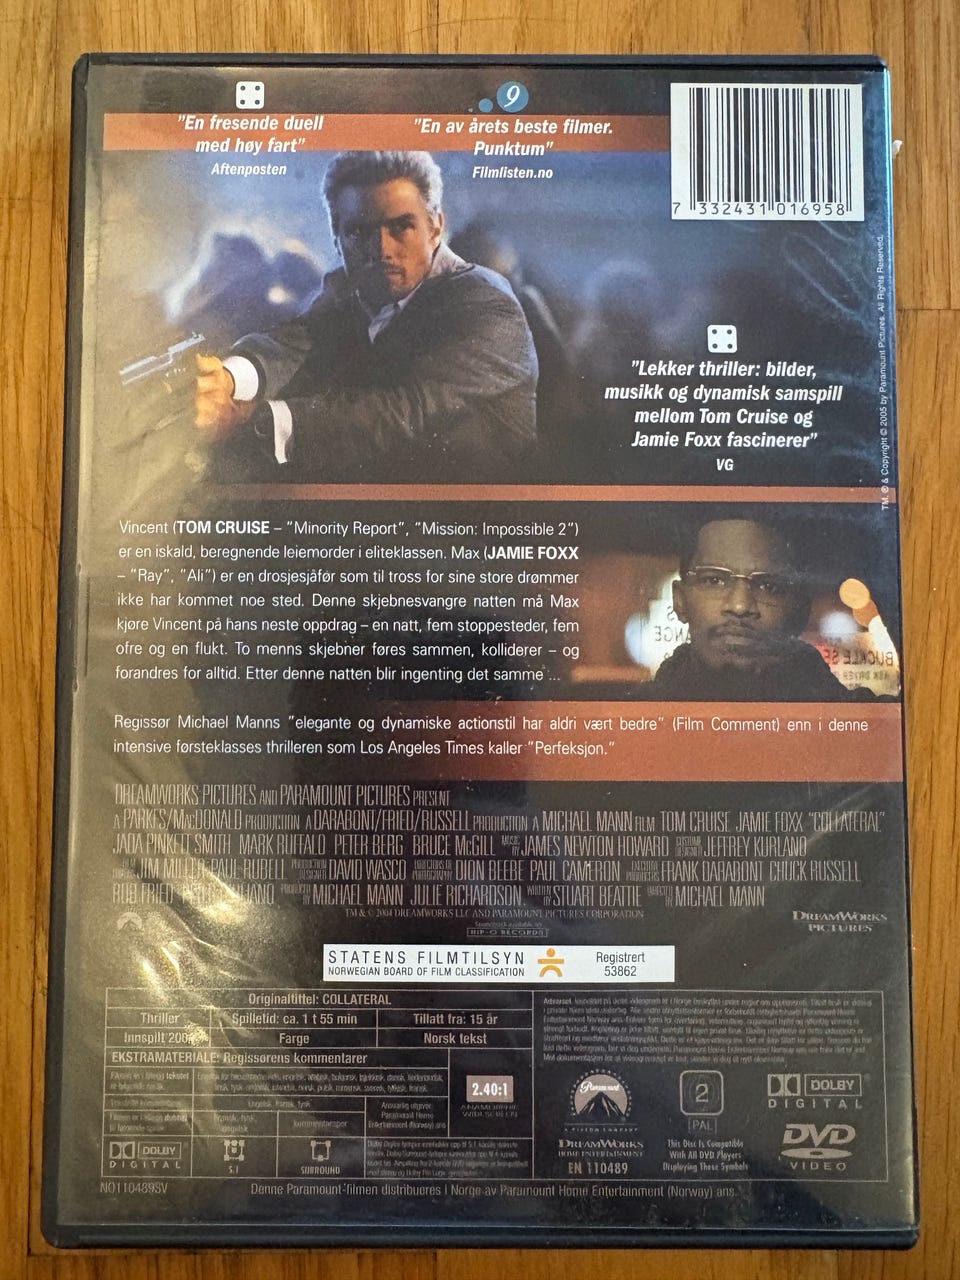 9
"En fresende duell
med høy fart"
Aftenposten
"En av årets beste filmer.
Punktum"
Filmlisten.no
7 332431 016958
"Lekker thriller: bilder,
musikk og dynamisk samspill
mellom Tom Cruise og
Jamie Foxx fascinerer"
VG
TM, ® & Copyright © 2005 by Paramount Pictures. All Rights Reserved.
Vincent (TOM CRUISE – "Minority Report", "Mission: Impossible 2")
er en iskald, beregnende leiemorder i eliteklassen. Max (JAMIE FOXX
– "Ray", "Ali") er en drosjesjåfør som til tross for sine store drømmer
ikke har kommet noe sted. Denne skjebnesvangre natten må Max
kjøre Vincent på hans neste oppdrag – en natt, fem stoppesteder, fem
ofre og en flukt. To menns skjebner føres sammen, kolliderer – og
forandres for alltid. Etter denne natten blir ingenting det samme ...
Regissør Michael Manns "elegante og dynamiske actionstil har aldri vært bedre" (Film Comment) enn i denne
intensive førsteklasses thrilleren som Los Angeles Times kaller "Perfeksjon."
DREAMWORKS PICTURES AND PARAMOUNT PICTURES PRESENT
A PARKES/MACDONALD PRODUCTION A DARABONT/FRIED/RUSSELL PRODUCTION A MICHAEL MANN FILM TOM CRUISE JAMIE FOXX "COLLATERAL"
JADA PINKETT SMITH MARK RUFFALO PETER BERG BRUCE McGILL MUSIC BY JAMES NEWTON HOWARD COSTUME DESIGNER JEFFREY KURLAND
JIM MILLER PAUL RUBELL PRODUCTION DESIGNER DAVID WASCO DIRECTORS OF PHOTOGRAPHY DION BEEBE PAUL CAMERON EXECUTIVE PRODUCERS FRANK DARABONT CHUCK RUSSELL
ROB FRIED PRODUCED BY MICHAEL MANN JULIE RICHARDSON WRITTEN BY STUART BEATTIE DIRECTED BY MICHAEL MANN
TM & © 2004 DREAMWORKS LLC AND PARAMOUNT PICTURES CORPORATION
HIP-O RECORDS
DREAMWORKS
PICTURES
STATENS FILMTILSYN
NORWEGIAN BOARD OF FILM CLASSIFICATION
Registrert
53862
Originaltittel: COLLATERAL
Thriller Spilletid: ca. 1 t 55 min Tillatt fra: 15 år
Innspilt Farge Norsk tekst
EKSTRAMATERIALE: Regissørens kommentarer
2.40:1
ANAMORPHIC
WIDESCREEN
Ansvarlig utgiver:
Paramount Home
Entertainment (Norway) ans
DOLBY
DIGITAL
5.1
SURROUND
Paramount
DREAMWORKS
HOME ENTERTAINMENT
EN 110489
2
PAL
This Disc Is Compatible
With All DVD Players
Displaying These Symbols
DOLBY
DIGITAL
DVD
VIDEO
NO110489SV
Denne Paramount-filmen distribueres i Norge av Paramount Home Entertainment (Norway) ans.